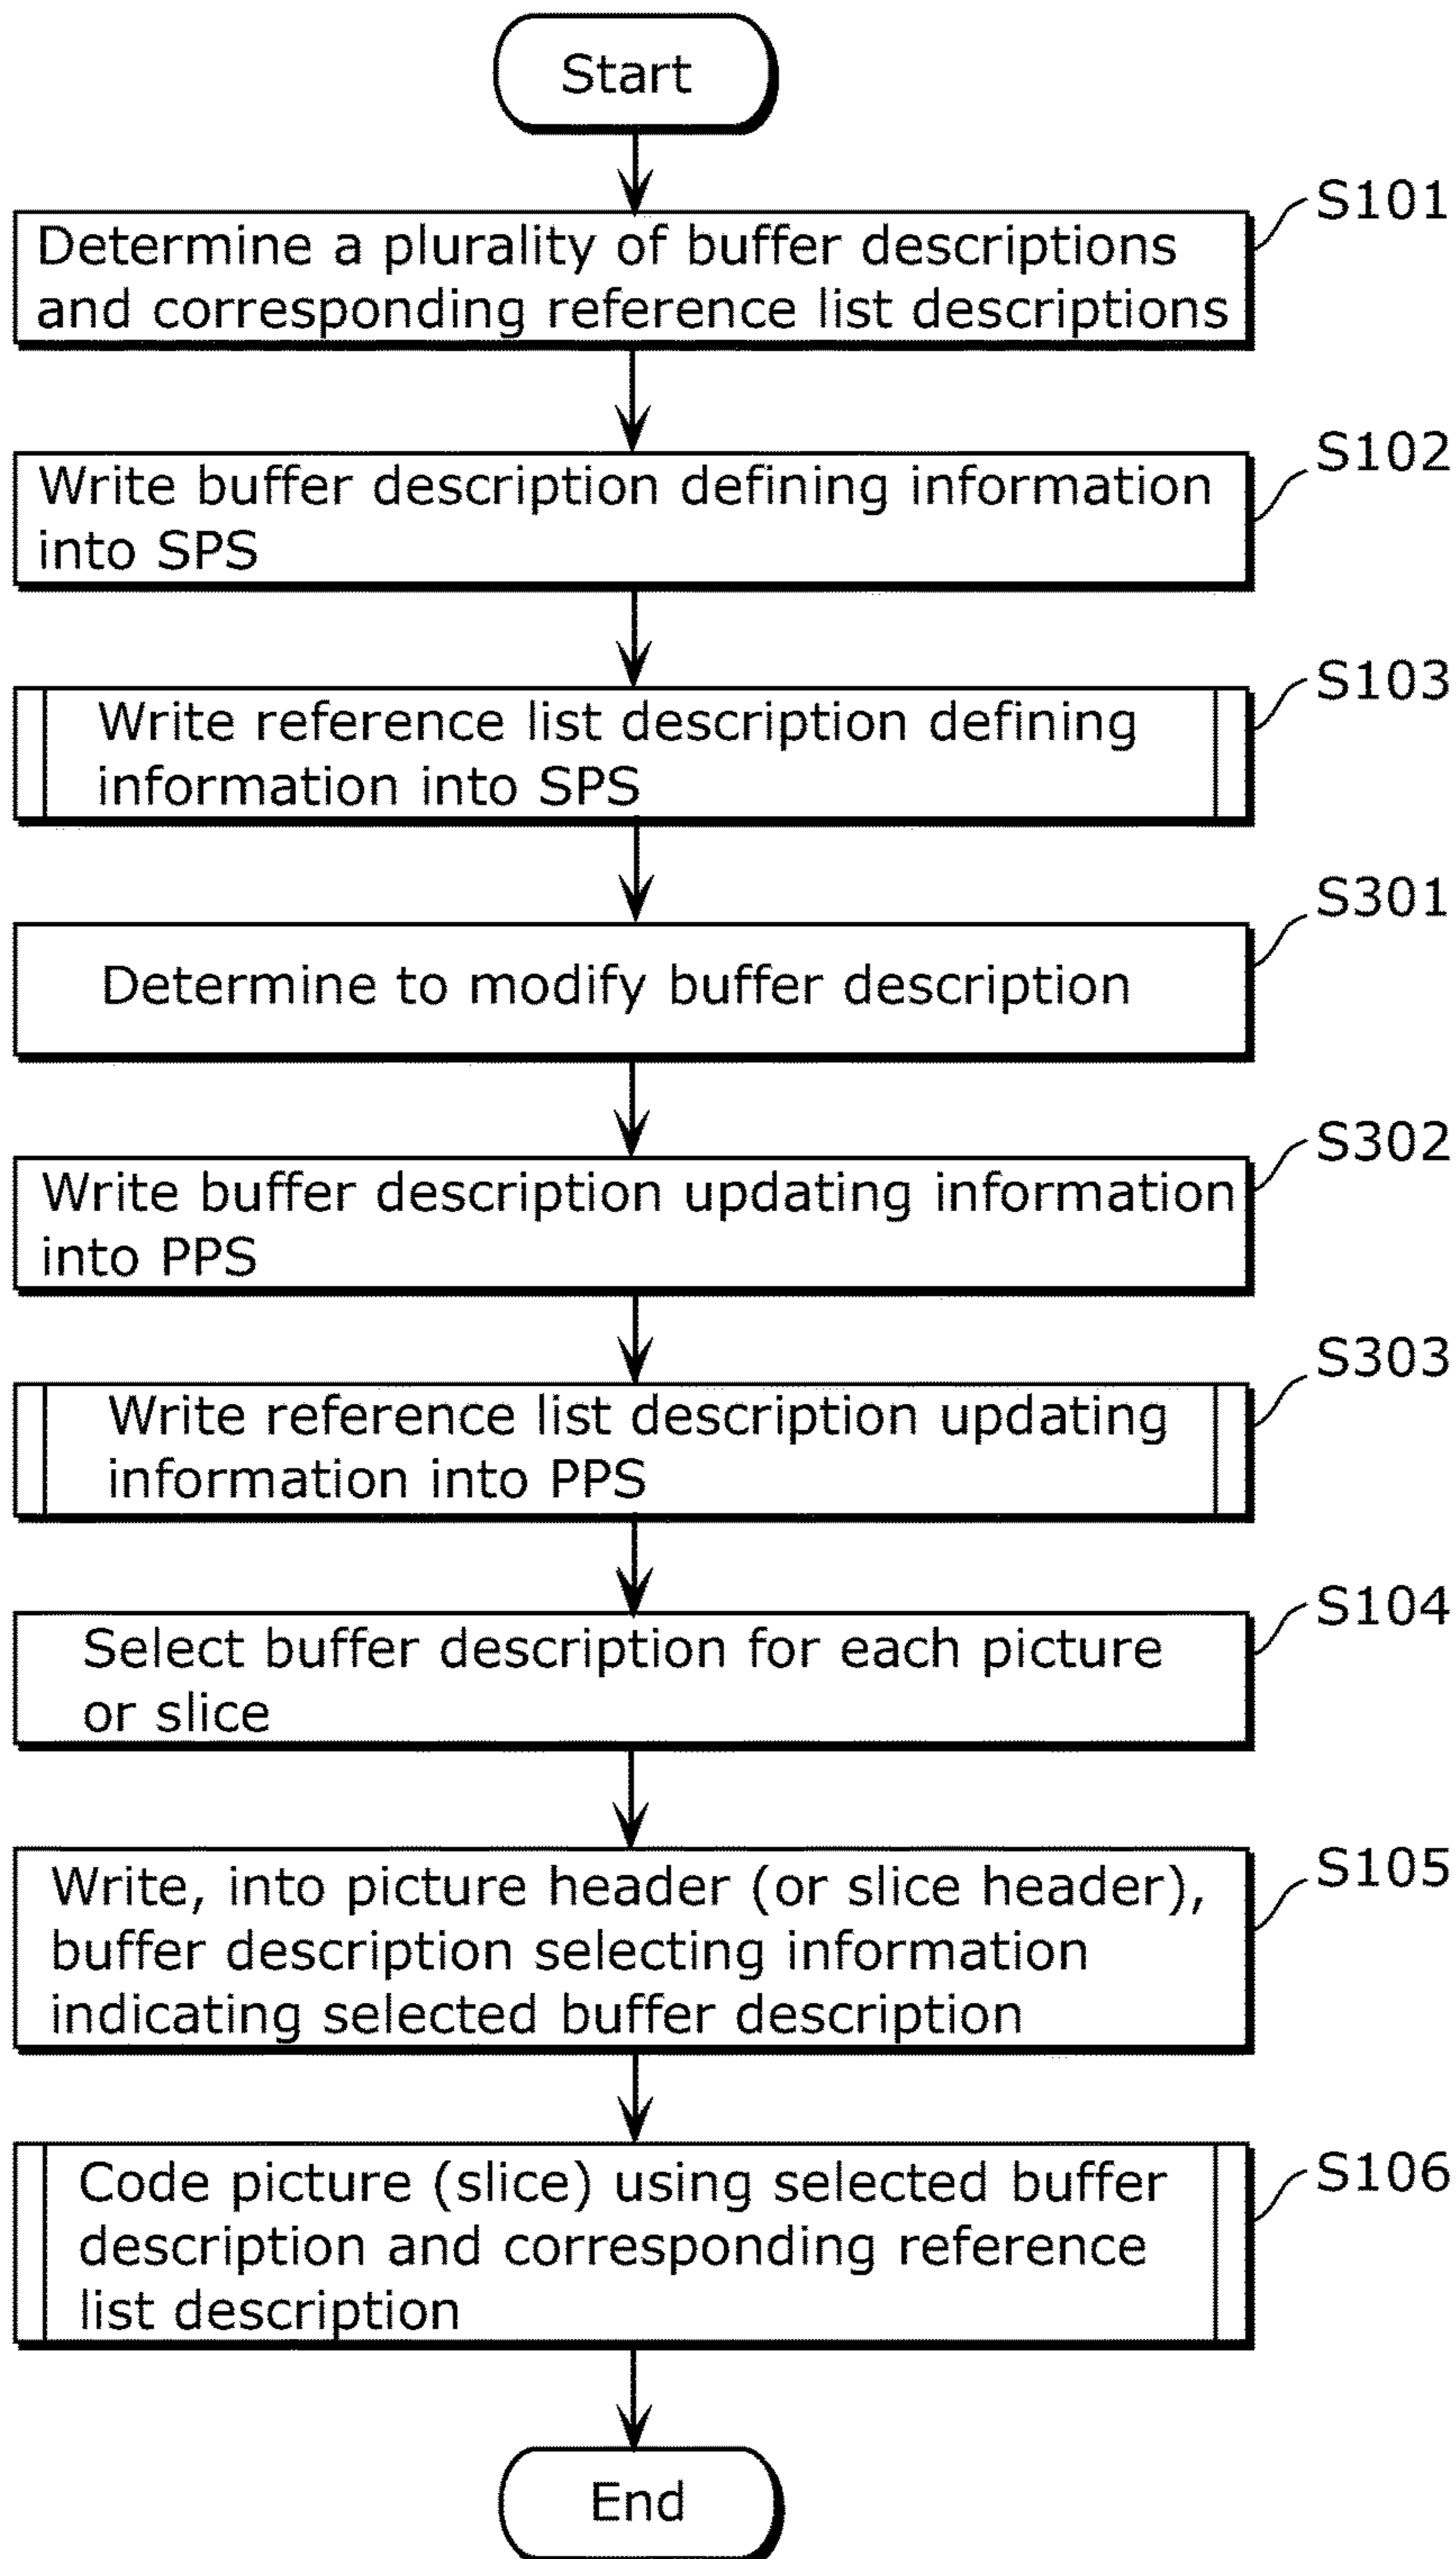 Start
S101
Determine a plurality of buffer descriptions
and corresponding reference list descriptions
S102
Write buffer description defining information
into SPS
S103
Write reference list description defining
information into SPS
S301
Determine to modify buffer description
S302
Write buffer description updating information
into PPS
S303
Write reference list description updating
information into PPS
S104
Select buffer description for each picture
or slice
S105
Write, into picture header (or slice header),
buffer description selecting information
indicating selected buffer description
S106
Code picture (slice) using selected buffer
description and corresponding reference
list description
End